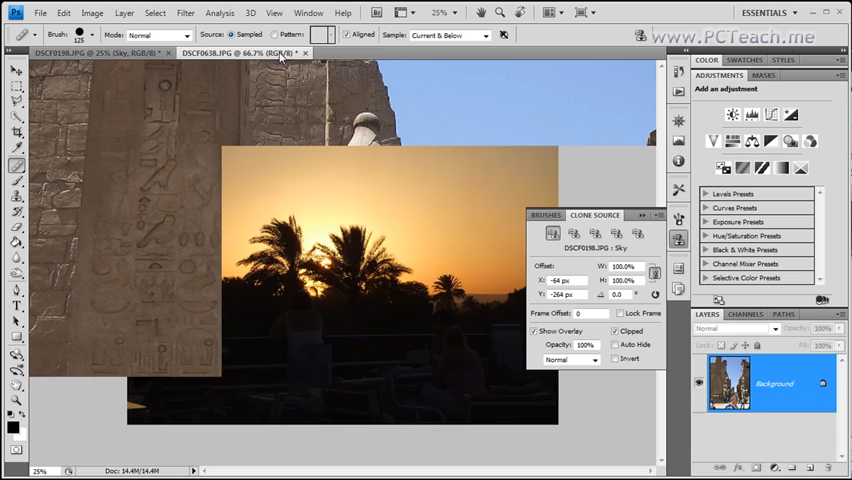 Ps File Edit Image Layer Select Filter Analysis 3D View Window Help Br 25% ESSENTIALS
Brush: 125 Mode: Normal Source: Sampled Pattern: Aligned Sample: Current & Below www.PCTeach.me
DSCF0198.JPG @ 25% (Sky, RGB/8) * × DSCF0638.JPG @ 66.7% (RGB/8) * ×
COLOR SWATCHES STYLES
ADJUSTMENTS MASKS
Add an adjustment
Levels Presets
Curves Presets
Exposure Presets
Hue/Saturation Presets
Black & White Presets
Channel Mixer Presets
Selective Color Presets
BRUSHES CLONE SOURCE
DSCF0198.JPG : Sky
Offset: W: 100.0%
X: -64 px H: 100.0%
Y: -264 px 0.0 °
Frame Offset: 0 Lock Frame
Show Overlay Clipped
Opacity: 100% Auto Hide
Normal Invert
LAYERS CHANNELS PATHS
Normal Opacity: 100%
Lock: Fill: 100%
Background
25% Doc: 14.4M/14.4M